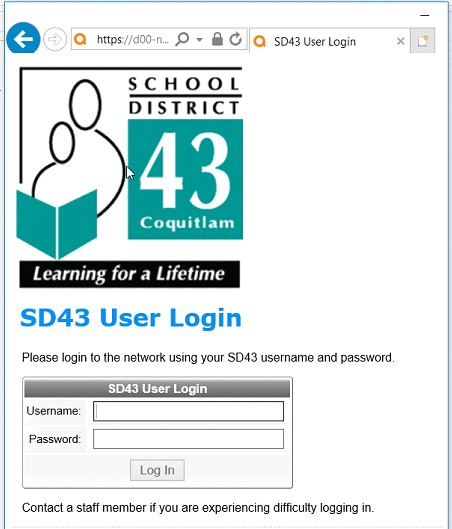 https://d00-n...
SD43 User Login
SCHOOL
DISTRICT
43
Coquitlam
Learning for a Lifetime
SD43 User Login
Please login to the network using your SD43 username and password.
SD43 User Login
Username:
Password:
Log In
Contact a staff member if you are experiencing difficulty logging in.